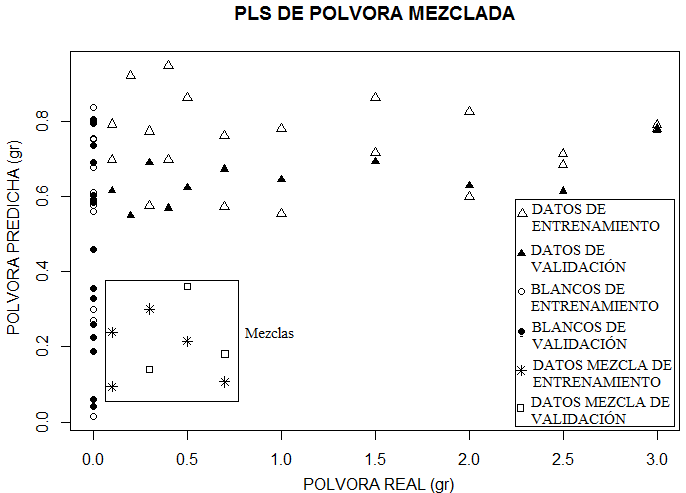 PLS DE POLVORA MEZCLADA
POLVORA PREDICHA (gr)
0.8
0.6
0.4
0.2
0.0
Mezclas
DATOS DE
ENTRENAMIENTO
DATOS DE
VALIDACIÓN
BLANCOS DE
ENTRENAMIENTO
BLANCOS DE
VALIDACIÓN
DATOS MEZCLA DE
ENTRENAMIENTO
DATOS MEZCLA DE
VALIDACIÓN
0.0 0.5 1.0 1.5 2.0 2.5 3.0
POLVORA REAL (gr)